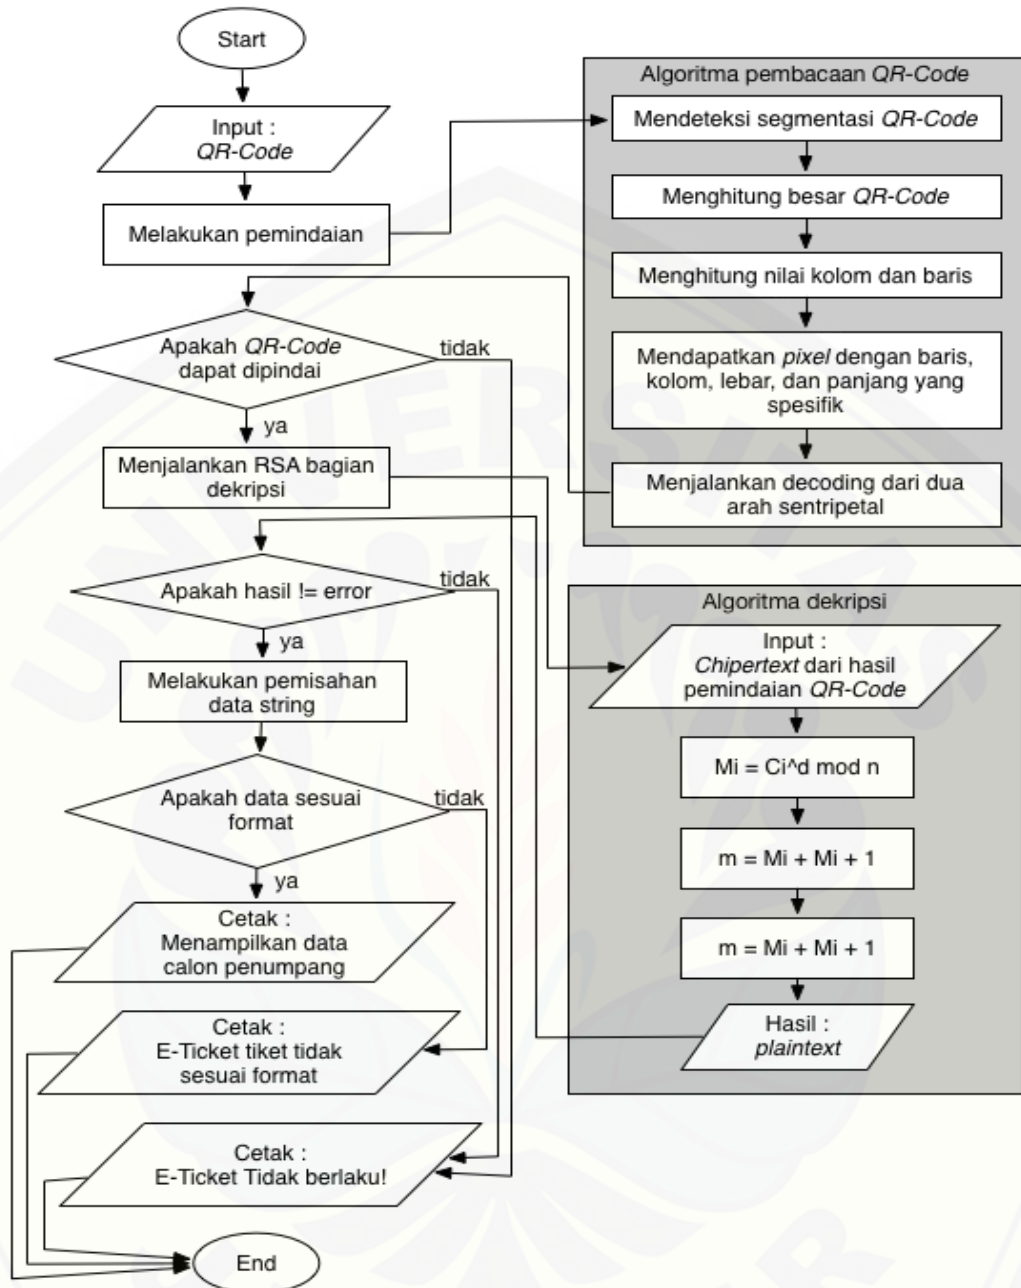 Start
Input :
QR-Code
Melakukan pemindaian
Apakah QR-Code
dapat dipindai
tidak
ya
Menjalankan RSA bagian
dekripsi
Apakah hasil != error
tidak
ya
Melakukan pemisahan
data string
Apakah data sesuai
format
tidak
ya
Cetak :
Menampilkan data
calon penumpang
Cetak :
E-Ticket tiket tidak
sesuai format
Cetak :
E-Ticket Tidak berlaku!
End
Algoritma pembacaan QR-Code
Mendeteksi segmentasi QR-Code
Menghitung besar QR-Code
Menghitung nilai kolom dan baris
Mendapatkan pixel dengan baris,
kolom, lebar, dan panjang yang
spesifik
Menjalankan decoding dari dua
arah sentripetal
Algoritma dekripsi
Input :
Chipertext dari hasil
pemindaian QR-Code
Mi = Ci^d mod n
m = Mi + Mi + 1
m = Mi + Mi + 1
Hasil :
plaintext
UNIVERSITAS